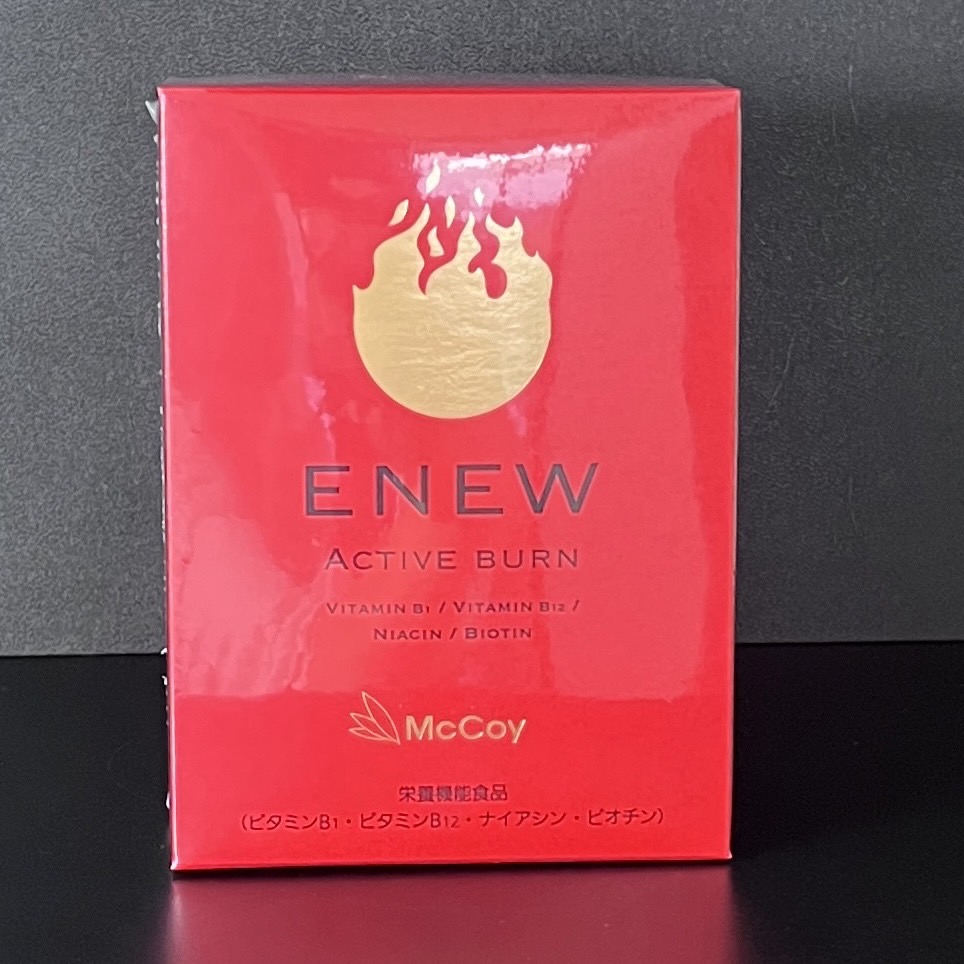 ENEW
ACTIVE BURN
VITAMIN B1 / VITAMIN B12 /
NIACIN / BIOTIN
McCoy
栄養機能食品
(ビタミンB1・ビタミンB12・ナイアシン・ビオチン)